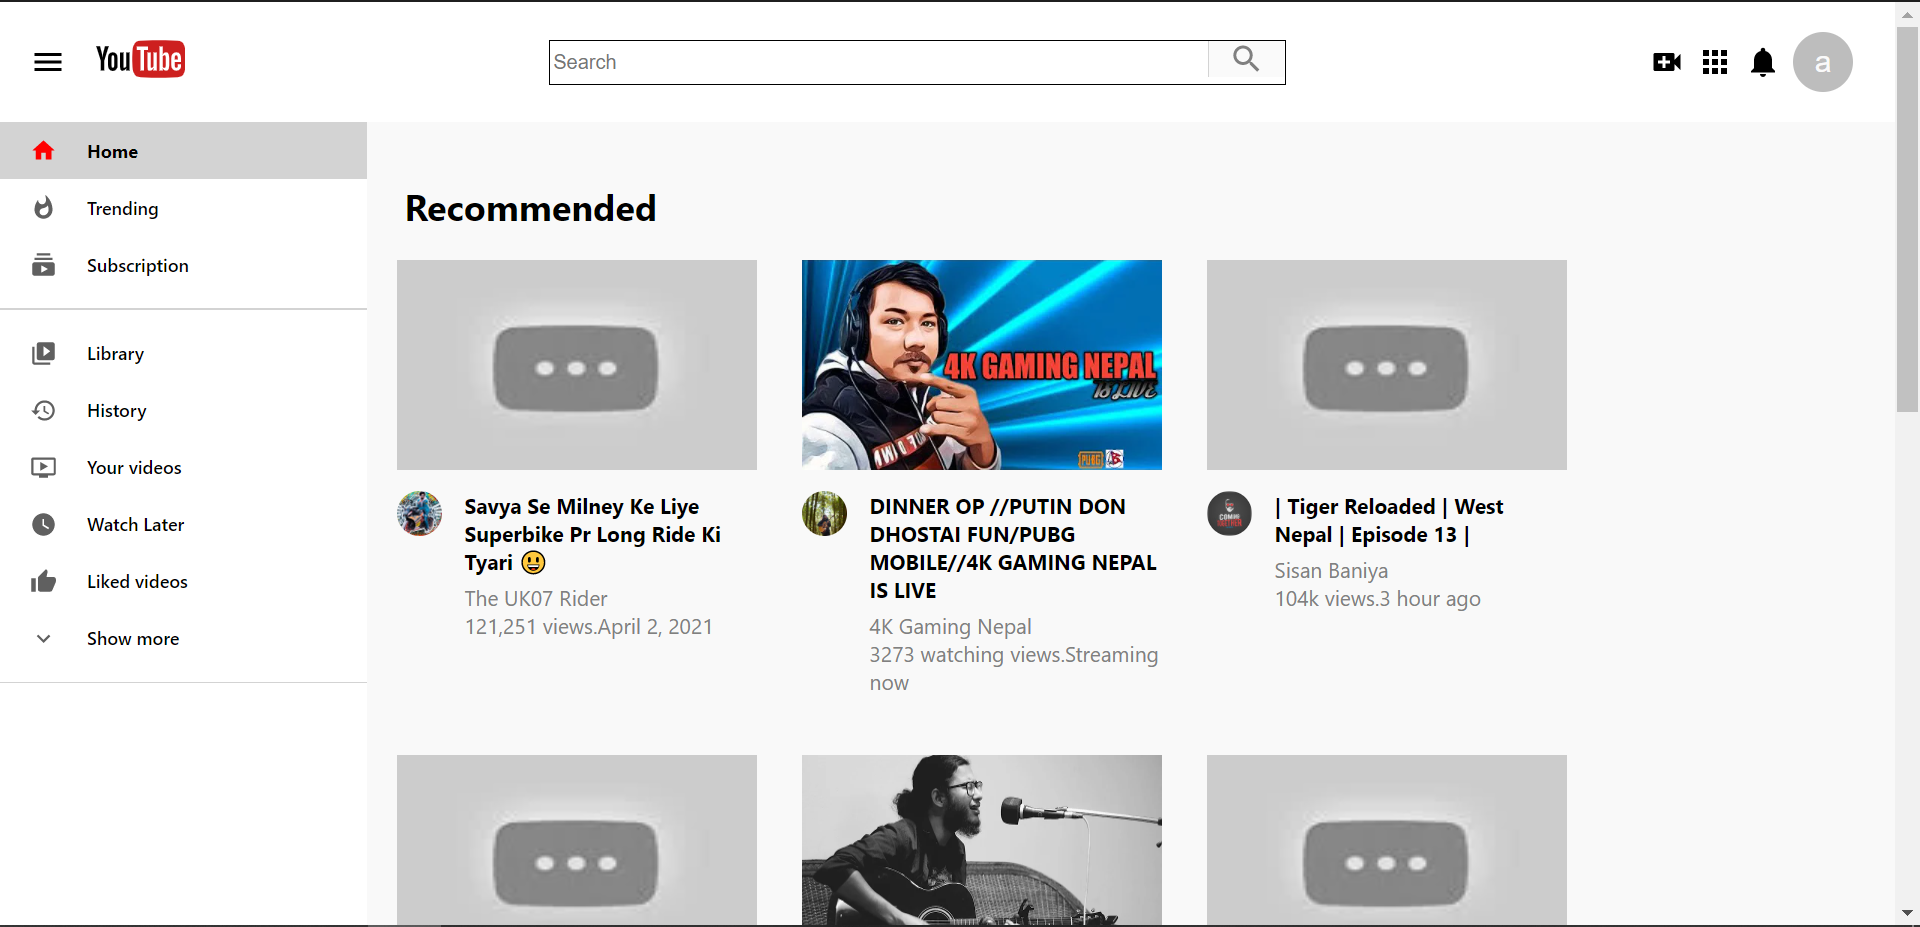 YouTube
Search
a
Home
Trending
Subscription
Library
History
Your videos
Watch Later
Liked videos
Show more
Recommended
4K GAMING NEPAL
IS LIVE
PUBG
Savya Se Milney Ke Liye
Superbike Pr Long Ride Ki
Tyari 😃
The UK07 Rider
121,251 views.April 2, 2021
DINNER OP //PUTIN DON
DHOSTAI FUN/PUBG
MOBILE//4K GAMING NEPAL
IS LIVE
4K Gaming Nepal
3273 watching views.Streaming
now
| Tiger Reloaded | West
Nepal | Episode 13 |
Sisan Baniya
104k views.3 hour ago